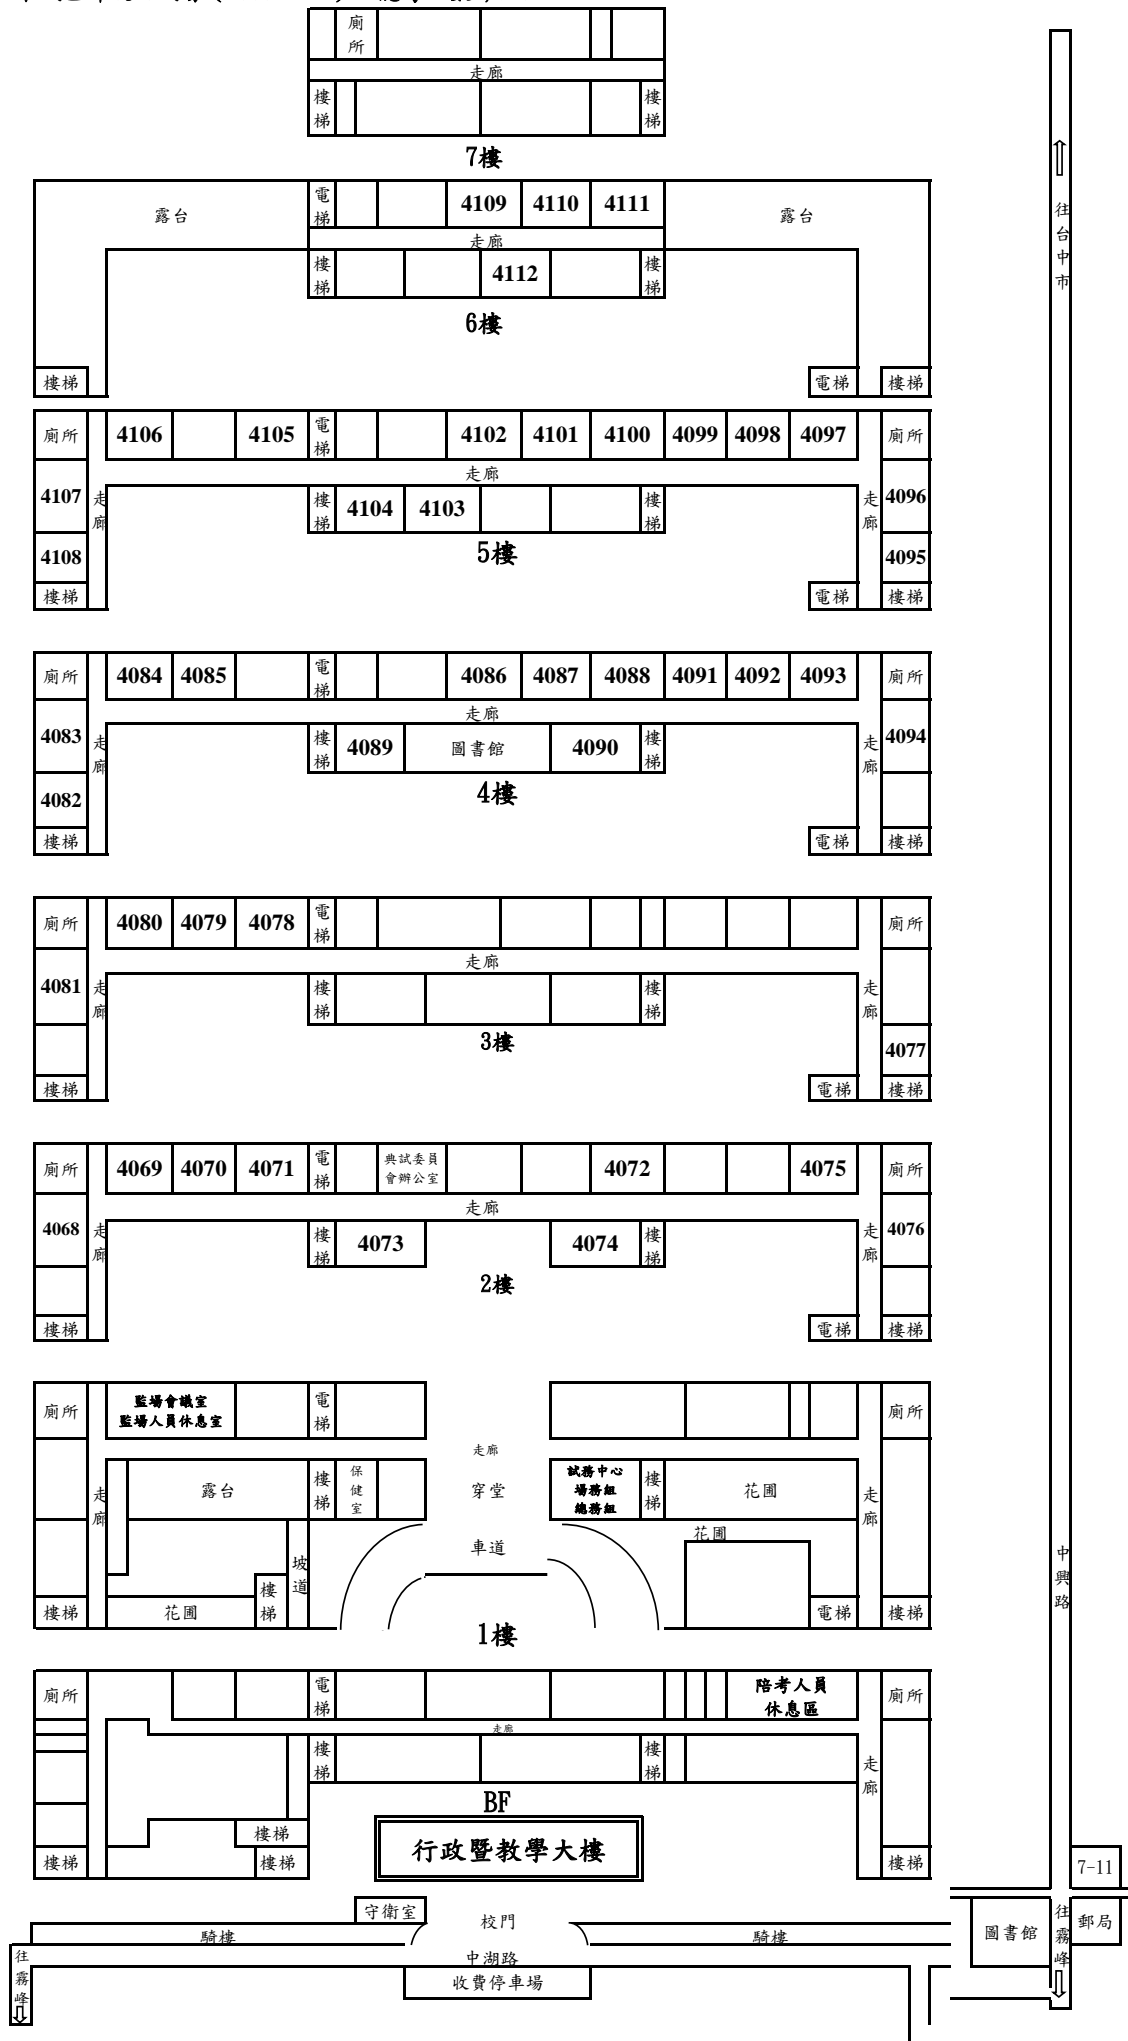 廁所
走廊
樓梯 樓梯
7樓
電梯 4109 4110 4111
露台 露台
走廊
樓梯 4112 樓梯
6樓
樓梯 電梯 樓梯
廁所 4106 4105 電梯 4102 4101 4100 4099 4098 4097 廁所
走廊
4107 走廊 樓梯 4104 4103 樓梯 走廊 4096
5樓
4108 4095
樓梯 電梯 樓梯
廁所 4084 4085 電梯 4086 4087 4088 4091 4092 4093 廁所
走廊
4083 走廊 樓梯 4089 圖書館 4090 樓梯 走廊 4094
4樓
4082
樓梯 電梯 樓梯
廁所 4080 4079 4078 電梯 廁所
走廊
4081 走廊 樓梯 樓梯 走廊
3樓
4077
樓梯 電梯 樓梯
廁所 4069 4070 4071 電梯 典試委員會辦公室 4072 4075 廁所
走廊
4068 走廊 樓梯 4073 4074 樓梯 走廊 4076
2樓
樓梯 電梯 樓梯
廁所 監場會議室 電梯 廁所
監場人員休息室
走廊
走廊 露台 樓梯 保健室 穿堂 試務中心 樓梯 花圃 走廊
場務組
總務組
花圃
車道
坡道
樓梯 花圃 樓梯 電梯 樓梯
1樓
廁所 電梯 陪考人員 廁所
休息區
走廊
樓梯 樓梯 走廊
BF
樓梯
樓梯 樓梯 樓梯
行政暨教學大樓
守衛室 校門
騎樓 騎樓
中湖路
收費停車場
往霧峰
往台中市
中興路
7-11
圖書館 往霧峰 郵局